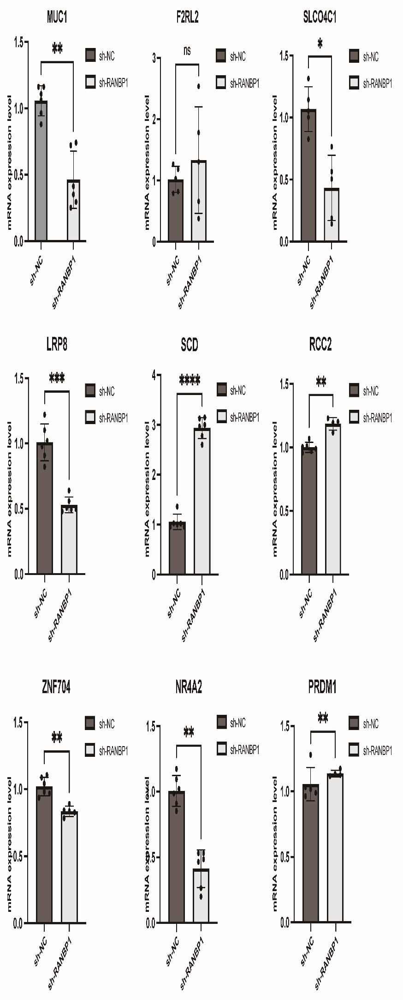 MUC1
**
1.5
1.0
0.5
0.0
mRNA expression level
sh-NC
sh-RANBP1
sh-NC
sh-RANBP1
F2RL2
ns
3
2
1
0
mRNA expression level
sh-NC
sh-RANBP1
sh-NC
sh-RANBP1
SLCO4C1
*
1.5
1.0
0.5
0.0
mRNA expression level
sh-NC
sh-RANBP1
sh-NC
sh-RANBP1
LRP8
***
1.5
1.0
0.5
0.0
mRNA expression level
sh-NC
sh-RANBP1
sh-NC
sh-RANBP1
SCD
****
4
3
2
1
0
mRNA expression level
sh-NC
sh-RANBP1
sh-NC
sh-RANBP1
RCC2
**
1.5
1.0
0.5
0.0
mRNA expression level
sh-NC
sh-RANBP1
sh-NC
sh-RANBP1
ZNF704
**
1.5
1.0
0.5
0.0
mRNA expression level
sh-NC
sh-RANBP1
sh-NC
sh-RANBP1
NR4A2
**
1.5
1.0
0.5
0.0
mRNA expression level
sh-NC
sh-RANBP1
sh-NC
sh-RANBP1
PRDM1
**
1.5
1.0
0.5
0.0
mRNA expression level
sh-NC
sh-RANBP1
sh-NC
sh-RANBP1